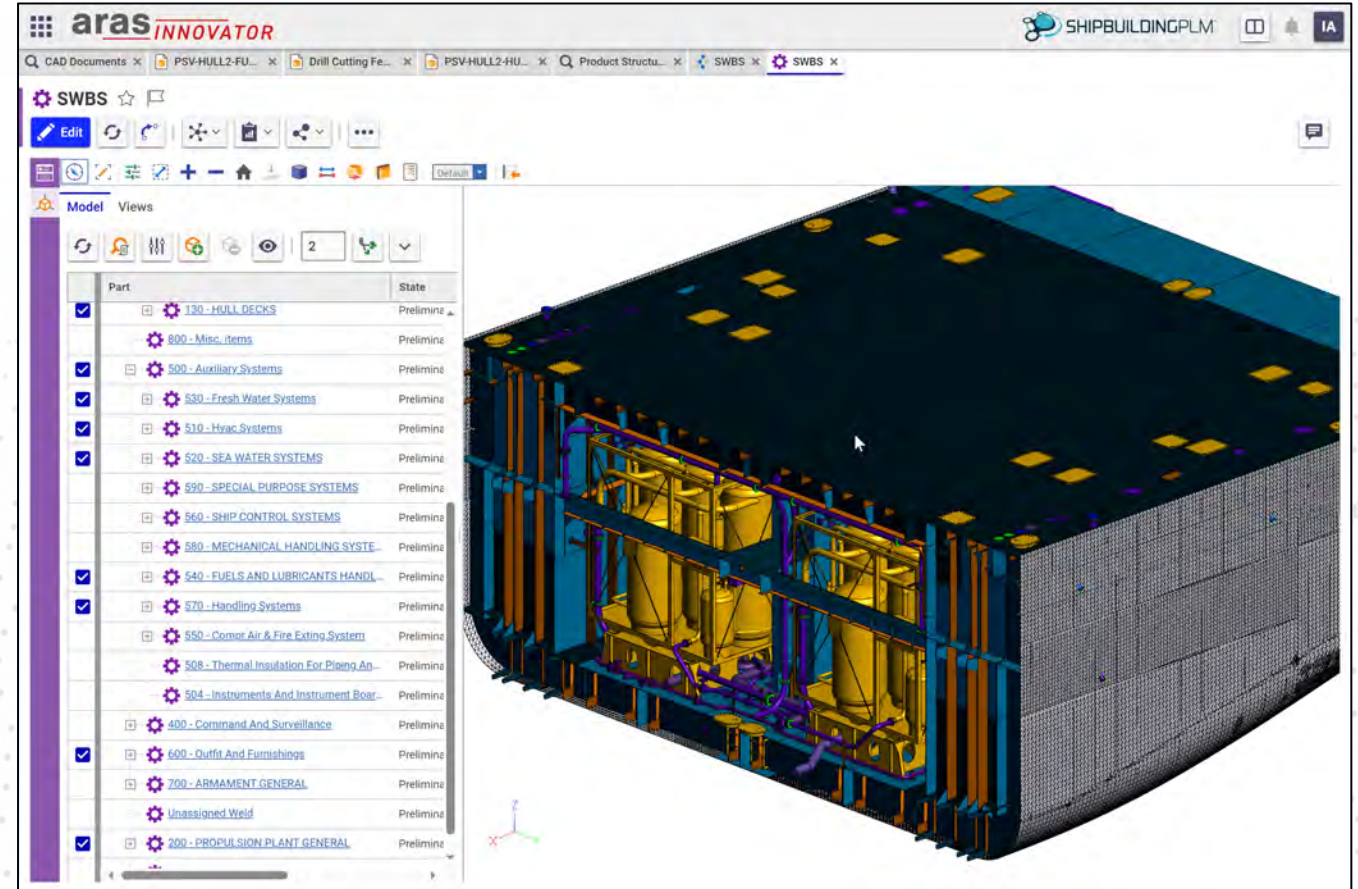 aras INNOVATOR
SHIPBUILDINGPLM
IA
CAD Documents
PSV-HULL2-FU...
Drill Cutting Fe...
PSV-HULL2-HU...
Product Structu...
SWBS
SWBS
SWBS
Edit
Default
Model Views
2
Part State
130 - HULL DECKS Prelimina
800 - Misc. items Prelimina
500 - Auxiliary Systems Prelimina
530 - Fresh Water Systems Prelimina
510 - Hvac Systems Prelimina
520 - SEA WATER SYSTEMS Prelimina
590 - SPECIAL PURPOSE SYSTEMS Prelimina
560 - SHIP CONTROL SYSTEMS Prelimina
580 - MECHANICAL HANDLING SYSTE... Prelimina
540 - FUELS AND LUBRICANTS HANDL... Prelimina
570 - Handling Systems Prelimina
550 - Compr.Air & Fire Exting.System Prelimina
508 - Thermal Insulation For Piping An... Prelimina
504 - Instruments And Instrument Boar... Prelimina
400 - Command And Surveillance Prelimina
600 - Outfit And Furnishings Prelimina
700 - ARMAMENT GENERAL Prelimina
Unassigned Weld Prelimina
200 - PROPULSION PLANT GENERAL Prelimina
Z
X